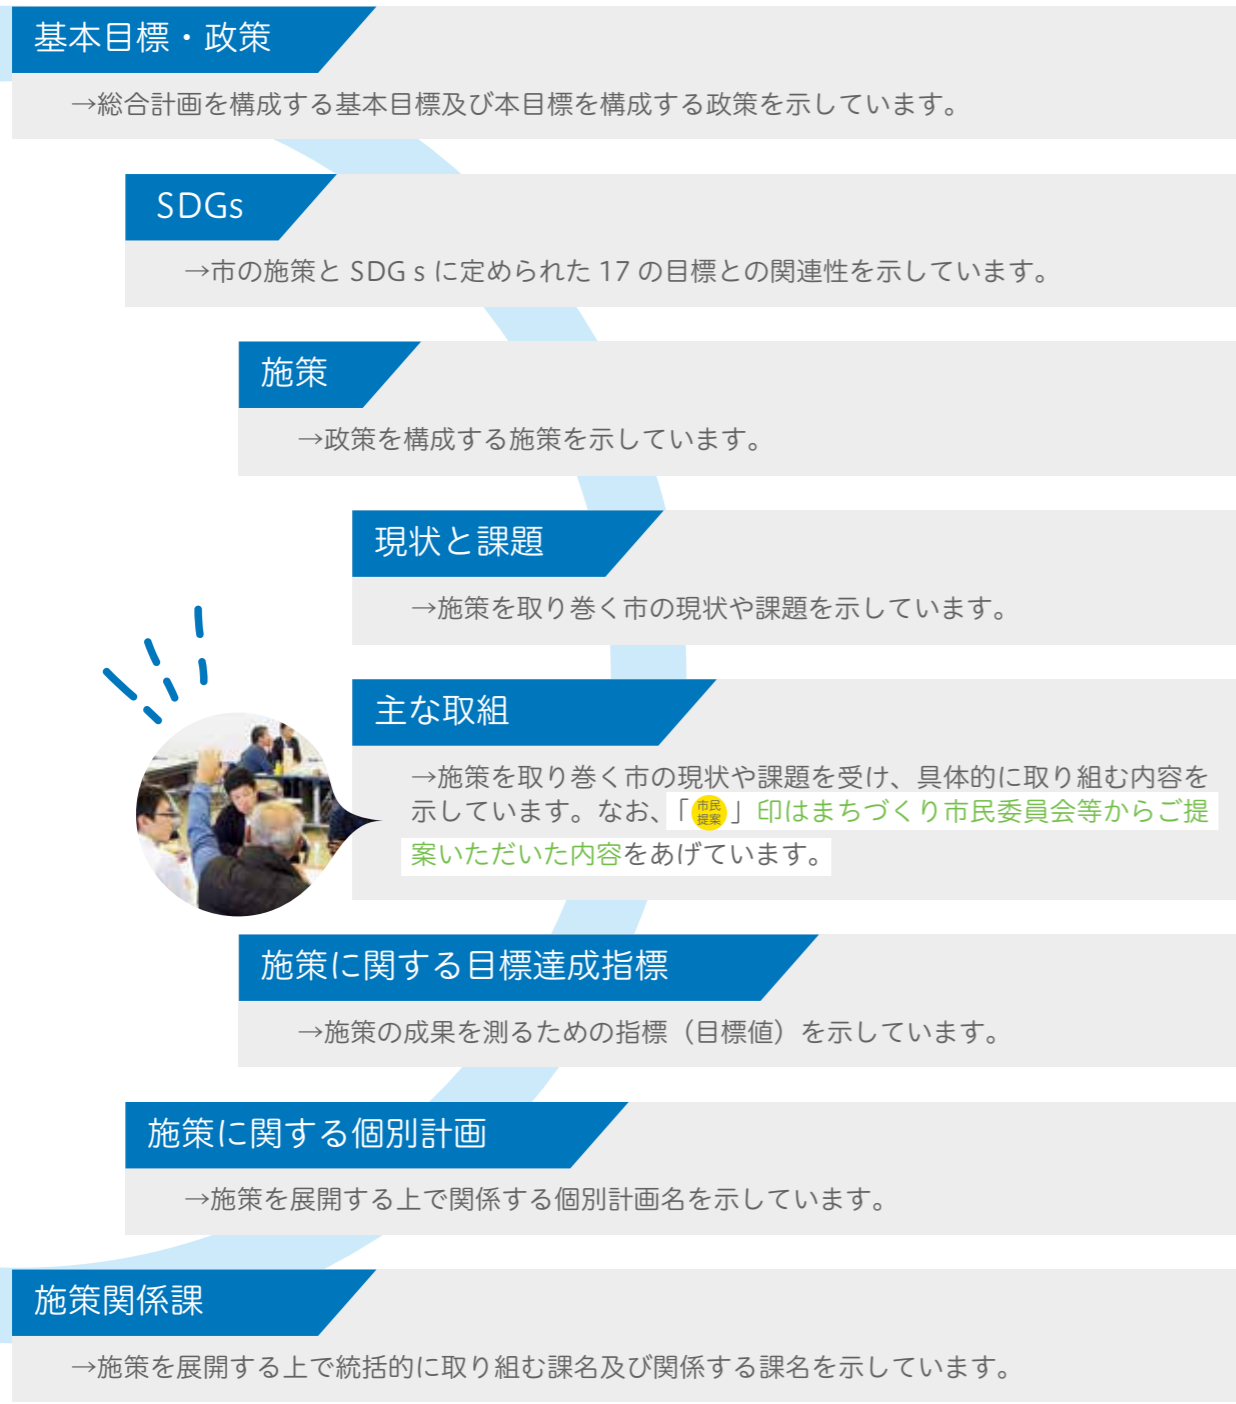 基本目標・政策
→総合計画を構成する基本目標及び本目標を構成する政策を示しています。
SDGs
→市の施策と SDG s に定められた 17 の目標との関連性を示しています。
施策
→政策を構成する施策を示しています。
現状と課題
→施策を取り巻く市の現状や課題を示しています。
主な取組
→施策を取り巻く市の現状や課題を受け、具体的に取り組む内容を
示しています。なお、「市民提案」印はまちづくり市民委員会等からご提
案いただいた内容をあげています。
施策に関する目標達成指標
→施策の成果を測るための指標（目標値）を示しています。
施策に関する個別計画
→施策を展開する上で関係する個別計画名を示しています。
施策関係課
→施策を展開する上で統括的に取り組む課名及び関係する課名を示しています。